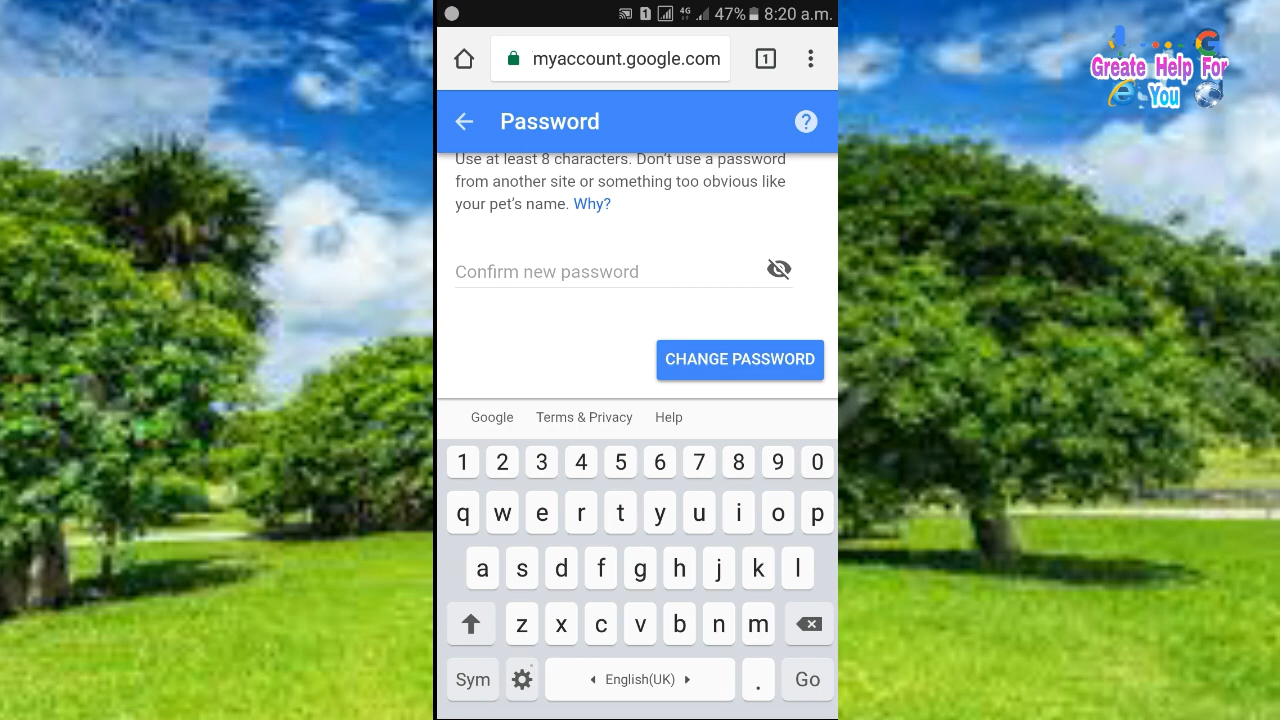 1 4G 47% 8:20 a.m.
myaccount.google.com 1
Password ?
Use at least 8 characters. Don't use a password
from another site or something too obvious like
your pet's name. Why?
Confirm new password
CHANGE PASSWORD
Google Terms & Privacy Help
1 2 3 4 5 6 7 8 9 0
q w e r t y u i o p
a s d f g h j k l
z x c v b n m
Sym English(UK) . Go
Greate Help For
You